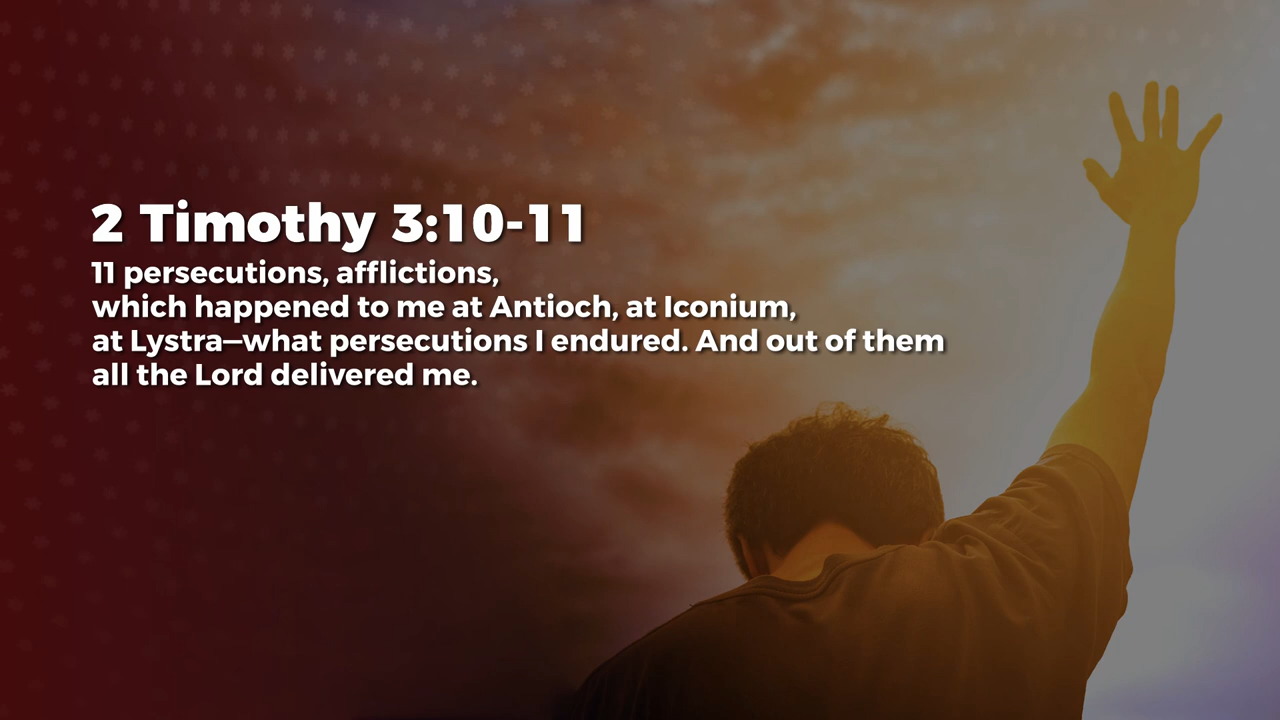 2 Timothy 3:10-11
11 persecutions, afflictions,
which happened to me at Antioch, at Iconium,
at Lystra—what persecutions I endured. And out of them
all the Lord delivered me.